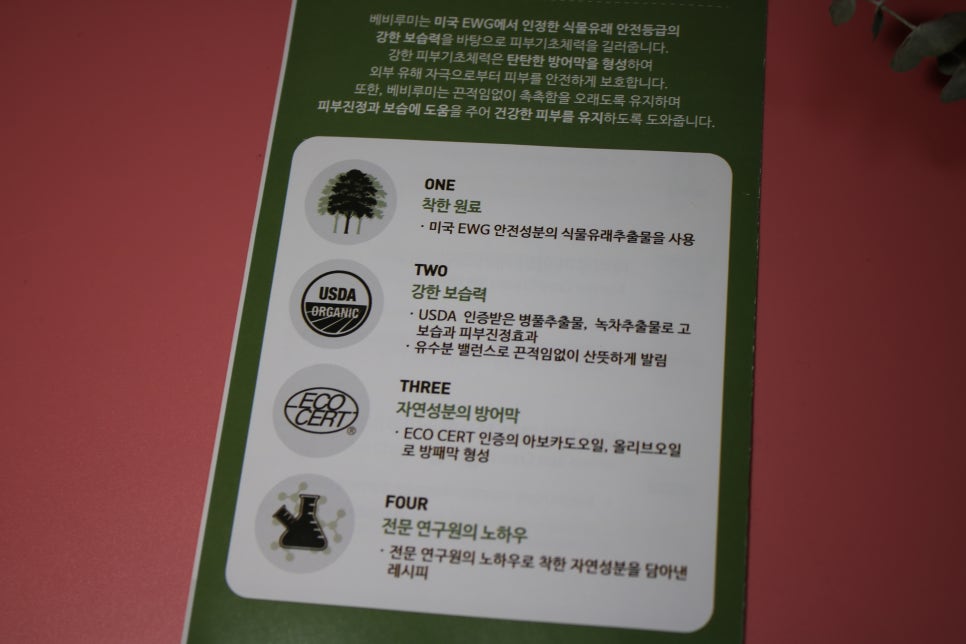 베비루미는 미국 EWG에서 인정한 식물유래 안전등급의
강한 보습력을 바탕으로 피부기초체력을 길러줍니다.
강한 피부기초체력은 탄탄한 방어막을 형성하여
외부 유해 자극으로부터 피부를 안전하게 보호합니다.
또한, 베비루미는 끈적임없이 촉촉함을 오래도록 유지하며
피부진정과 보습에 도움을 주어 건강한 피부를 유지하도록 도와줍니다.
ONE
착한 원료
· 미국 EWG 안전성분의 식물유래추출물을 사용
USDA
ORGANIC
TWO
강한 보습력
· USDA 인증받은 병풀추출물, 녹차추출물로 고
보습과 피부진정효과
· 유수분 밸런스로 끈적임없이 산뜻하게 발림
ECO
CERT
®
THREE
자연성분의 방어막
· ECO CERT 인증의 아보카도오일, 올리브오일
로 방패막 형성
FOUR
전문 연구원의 노하우
· 전문 연구원의 노하우로 착한 자연성분을 담아낸
레시피